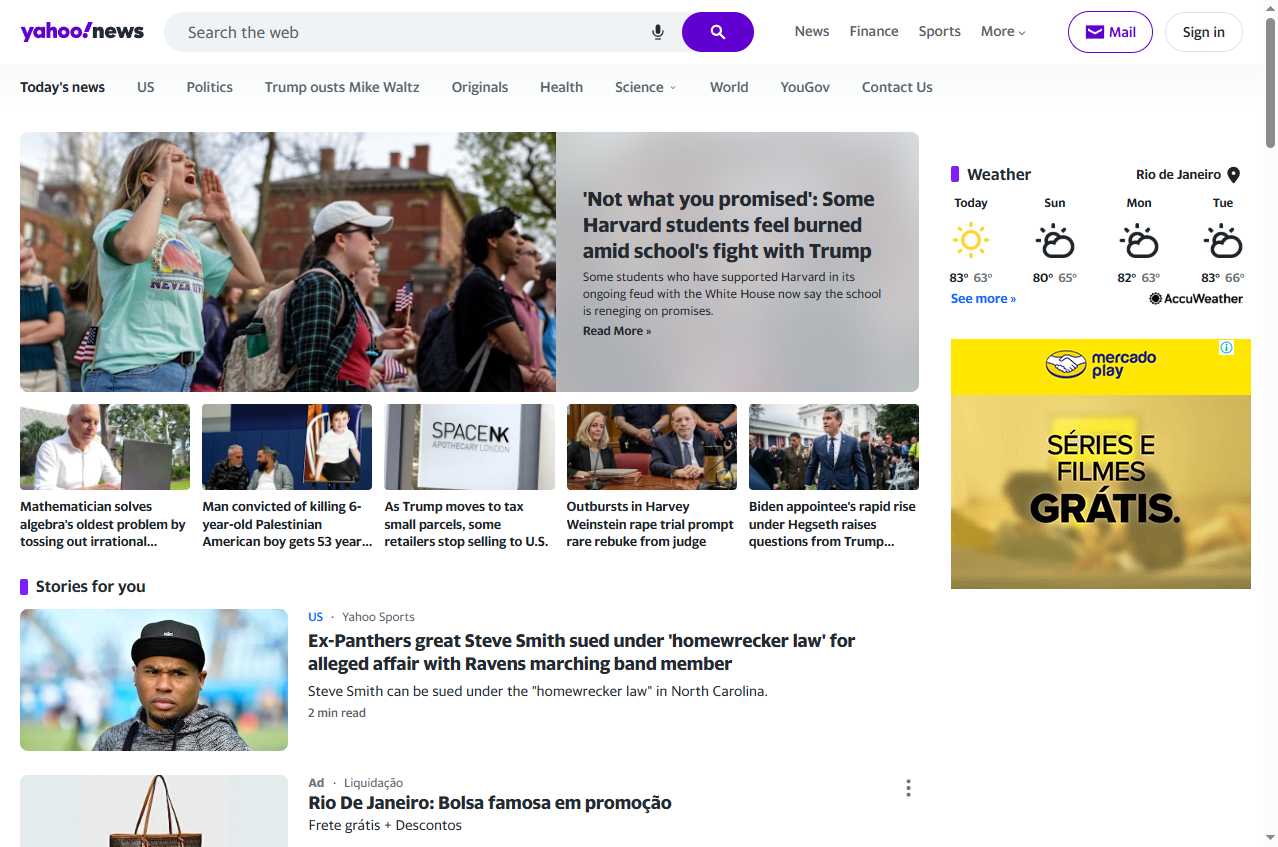 yahoo!news
Search the web
News Finance Sports More
Mail
Sign in
Today's news US Politics Trump ousts Mike Waltz Originals Health Science World YouGov Contact Us
'Not what you promised': Some
Harvard students feel burned
amid school's fight with Trump
Some students who have supported Harvard in its
ongoing feud with the White House now say the school
is reneging on promises.
Read More »
Weather
Rio de Janeiro
Today Sun Mon Tue
83° 63° 80° 65° 82° 63° 83° 66°
See more »
AccuWeather
mercado
play
SÉRIES E
FILMES
GRÁTIS.
SPACENK
APOTHECARY LONDON
Mathematician solves
algebra's oldest problem by
tossing out irrational...
Man convicted of killing 6-
year-old Palestinian
American boy gets 53 year...
As Trump moves to tax
small parcels, some
retailers stop selling to U.S.
Outbursts in Harvey
Weinstein rape trial prompt
rare rebuke from judge
Biden appointee's rapid rise
under Hegseth raises
questions from Trump...
Stories for you
US · Yahoo Sports
Ex-Panthers great Steve Smith sued under 'homewrecker law' for
alleged affair with Ravens marching band member
Steve Smith can be sued under the "homewrecker law" in North Carolina.
2 min read
Ad · Liquidação
Rio De Janeiro: Bolsa famosa em promoção
Frete grátis + Descontos